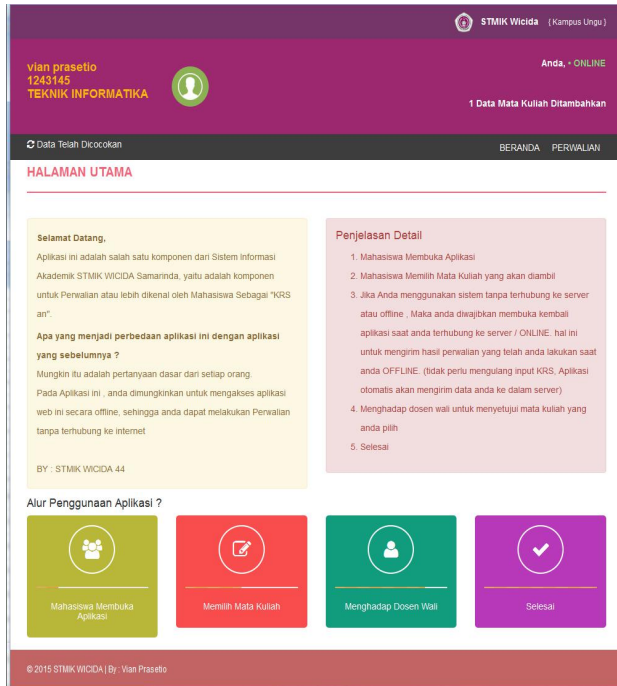 STMIK Wicida ( Kampus Ungu )
vian prasetio
1243145
TEKNIK INFORMATIKA
Anda, • ONLINE
1 Data Mata Kuliah Ditambahkan
Data Telah Dicocokan
BERANDA PERWALIAN
HALAMAN UTAMA
Selamat Datang,
Aplikasi ini adalah salah satu komponen dari Sistem Informasi
Akademik STMIK WICIDA Samarinda, yaitu adalah komponen
untuk Perwalian atau lebih dikenal oleh Mahasiswa Sebagai "KRS
an".
Apa yang menjadi perbedaan aplikasi ini dengan aplikasi
yang sebelumnya ?
Mungkin itu adalah pertanyaan dasar dari setiap orang.
Pada Aplikasi ini , anda dimungkinkan untuk mengakses aplikasi
web ini secara offline, sehingga anda dapat melakukan Perwalian
tanpa terhubung ke internet
BY : STMIK WICIDA 44
Penjelasan Detail
1. Mahasiswa Membuka Aplikasi
2. Mahasiswa Memilih Mata Kuliah yang akan diambil
3. Jika Anda menggunakan sistem tanpa terhubung ke server
atau offline , Maka anda diwajibkan membuka kembali
aplikasi saat anda terhubung ke server / ONLINE. hal ini
untuk mengirim hasil perwalian yang telah anda lakukan saat
anda OFFLINE. (tidak perlu mengulang input KRS, Aplikasi
otomatis akan mengirim data anda ke dalam server)
4. Menghadap dosen wali untuk menyetujui mata kuliah yang
anda pilih
5. Selesai
Alur Penggunaan Aplikasi ?
Mahasiswa Membuka
Aplikasi
Memilih Mata Kuliah
Menghadap Dosen Wali
Selesai
© 2015 STMIK WICIDA | By : Vian Prasetio